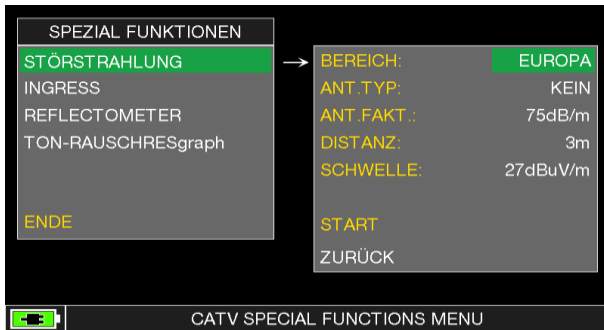 SPEZIAL FUNKTIONEN
STÖRSTRAHLUNG
INGRESS
REFLECTOMETER
TON-RAUSCHRESgraph
ENDE
→ BEREICH: EUROPA
ANT.TYP: KEIN
ANT.FAKT.: 75dB/m
DISTANZ: 3m
SCHWELLE: 27dBuV/m
START
ZURÜCK
CATV SPECIAL FUNCTIONS MENU